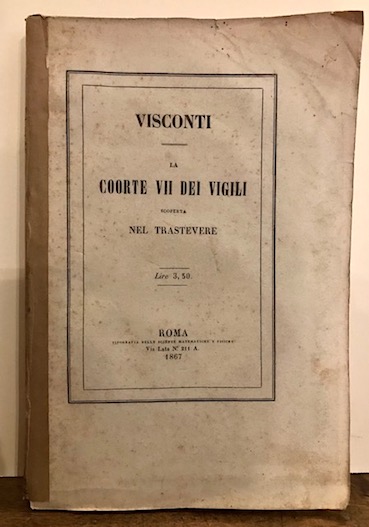 VISCONTI
LA
COORTE VII DEI VIGILI
SCOPERTA
NEL TRASTEVERE
Lire 3, 50.
ROMA
TIPOGRAFIA DELLE SCIENZE MATEMATICHE E FISICHE
Via Lata N° 211 A.
1867